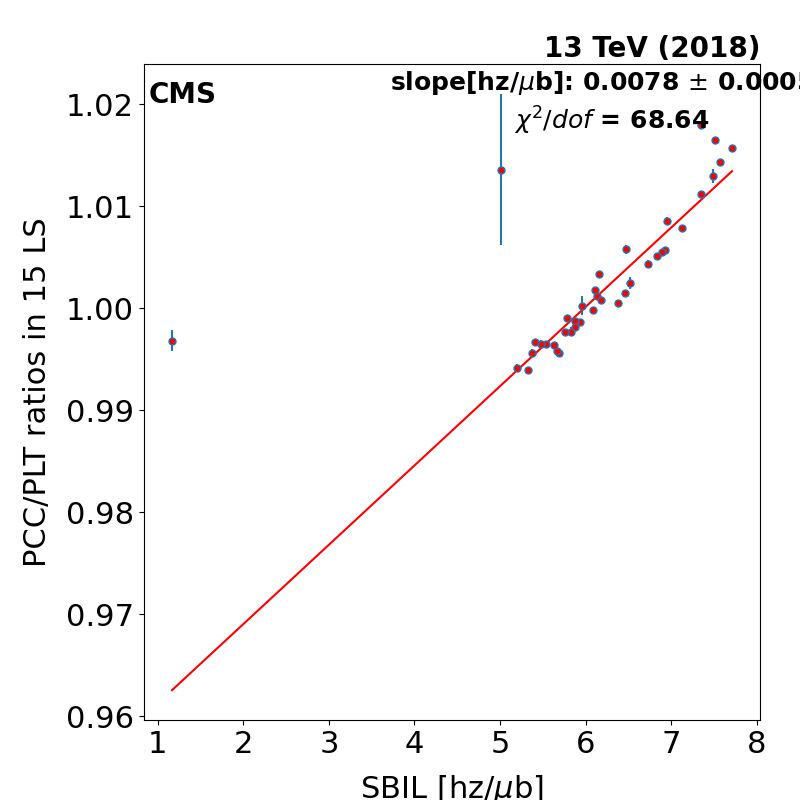 13 TeV (2018)
CMS
slope[hz/μb]: 0.0078 ± 0.0005
χ²/dof = 68.64
PCC/PLT ratios in 15 LS
1.02
1.01
1.00
0.99
0.98
0.97
0.96
1 2 3 4 5 6 7 8
SBIL [hz/μb]